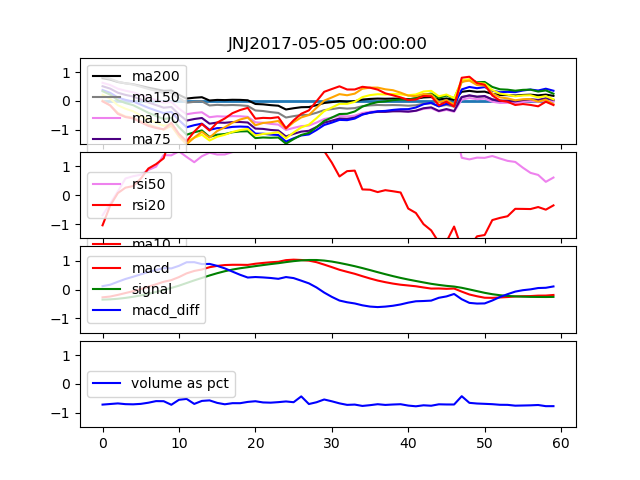 JNJ2017-05-05 00:00:00
1
0
−1
ma200
ma150
ma100
ma75
1
0
−1
rsi50
rsi20
ma10
1
0
−1
macd
signal
macd_diff
1
0
−1
volume as pct
0 10 20 30 40 50 60